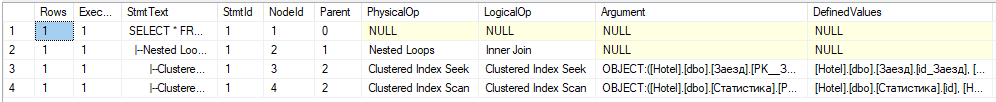 Rows Exec... StmtText StmtId NodeId Parent PhysicalOp LogicalOp Argument DefinedValues
1 1 1 SELECT * FR... 1 1 0 NULL NULL NULL NULL
2 1 1 |--Nested Loo... 1 2 1 Nested Loops Inner Join NULL NULL
3 1 1 |--Clustere... 1 3 2 Clustered Index Seek Clustered Index Seek OBJECT:([Hotel].[dbo].[Заезд].[PK__З... [Hotel].[dbo].[Заезд].[id_Заезд], [...
4 1 1 |--Clustere... 1 4 2 Clustered Index Scan Clustered Index Scan OBJECT:([Hotel].[dbo].[Статистика].[P... [Hotel].[dbo].[Статистика].[id], [H...